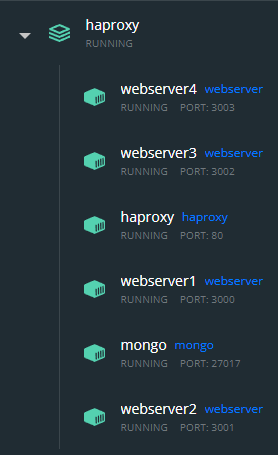 haproxy
RUNNING
webserver4 webserver
RUNNING PORT: 3003
webserver3 webserver
RUNNING PORT: 3002
haproxy haproxy
RUNNING PORT: 80
webserver1 webserver
RUNNING PORT: 3000
mongo mongo
RUNNING PORT: 27017
webserver2 webserver
RUNNING PORT: 3001